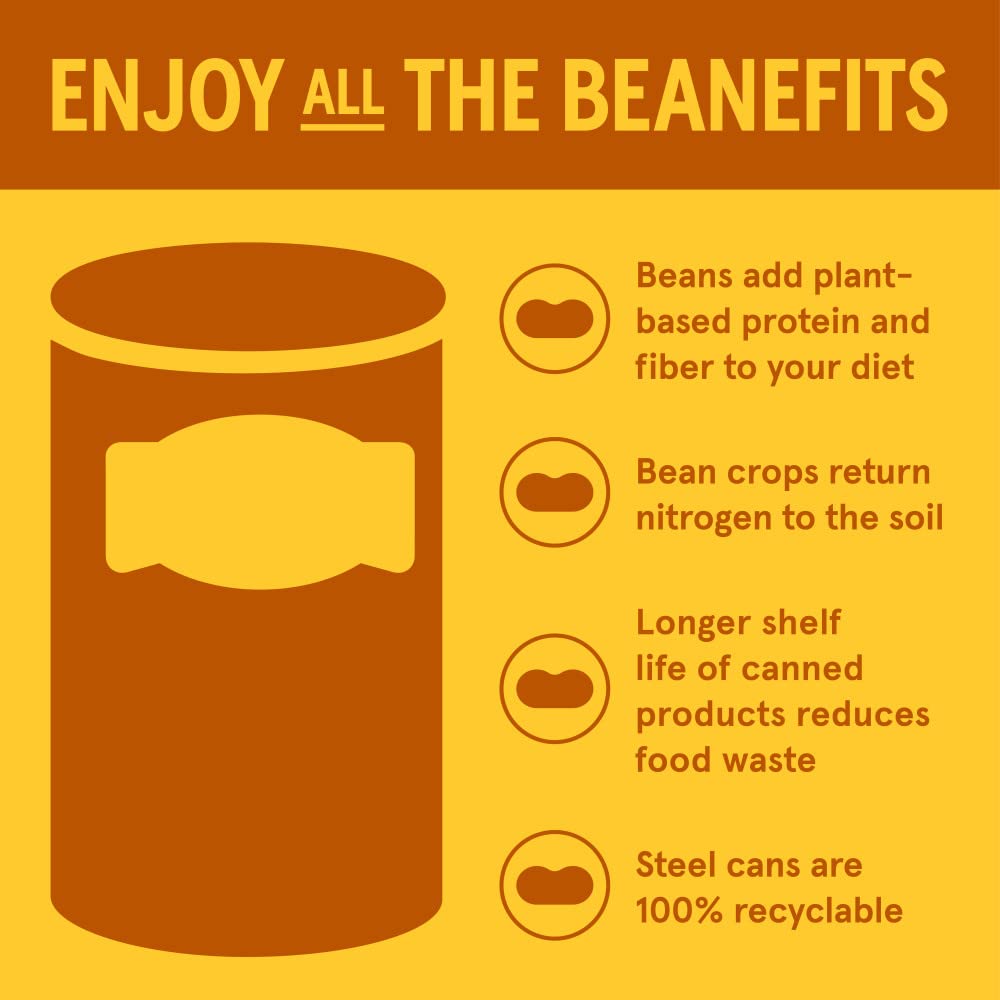 ENJOY ALL THE BEANEFITS
Beans add plant-
based protein and
fiber to your diet
Bean crops return
nitrogen to the soil
Longer shelf
life of canned
products reduces
food waste
Steel cans are
100% recyclable